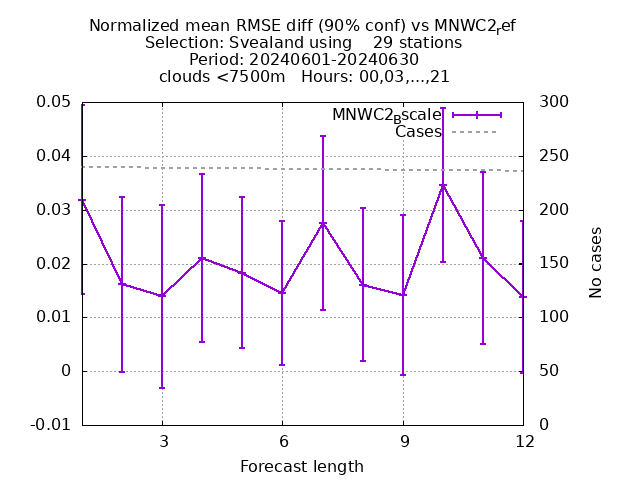 Normalized mean RMSE diff (90% conf) vs MNWC2ref
Selection: Svealand using    29 stations
Period: 20240601-20240630
clouds <7500m   Hours: 00,03,...,21
MNWC2Bscale
Cases
0.05
0.04
0.03
0.02
0.01
0
-0.01
300
250
200
150
100
50
0
No cases
3
6
9
12
Forecast length